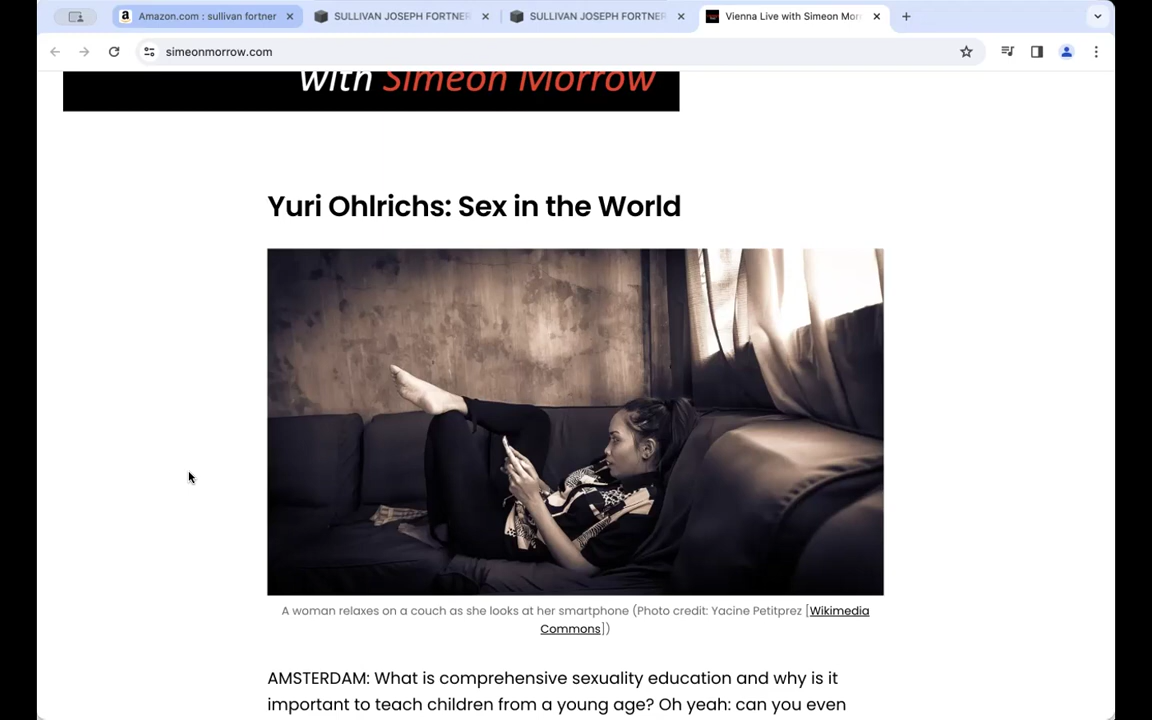 Amazon.com : sullivan fortner
SULLIVAN JOSEPH FORTNER
SULLIVAN JOSEPH FORTNER
Vienna Live with Simeon Morr
simeonmorrow.com
with Simeon Morrow
Yuri Ohlrichs: Sex in the World
A woman relaxes on a couch as she looks at her smartphone (Photo credit: Yacine Petitprez [Wikimedia
Commons])
AMSTERDAM: What is comprehensive sexuality education and why is it
important to teach children from a young age? Oh yeah: can you even